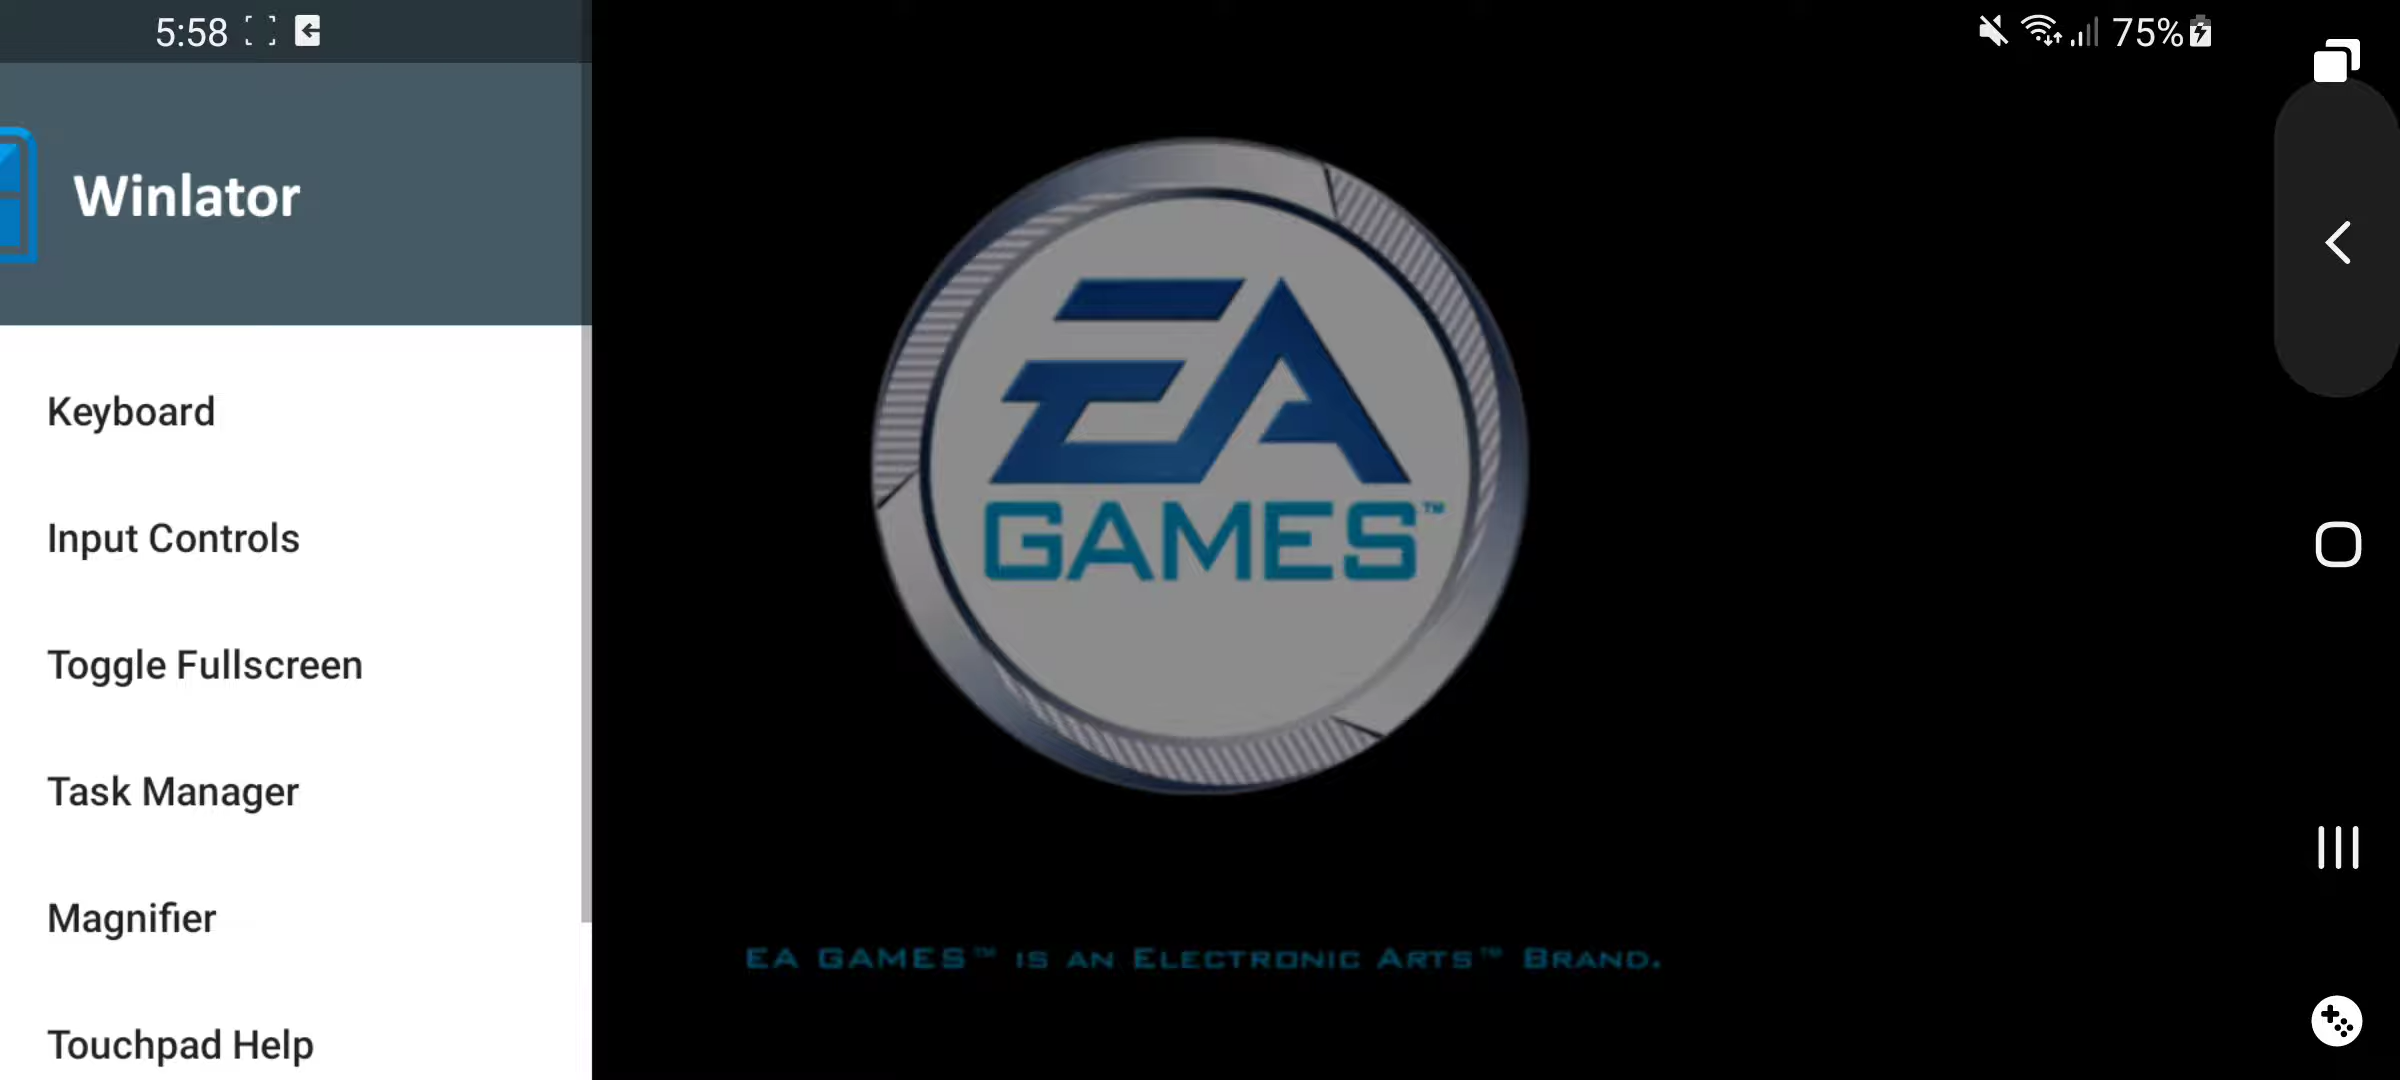 5:58
75%
Winlator
Keyboard
Input Controls
Toggle Fullscreen
Task Manager
Magnifier
Touchpad Help
EA
GAMES™
EA GAMES™ IS AN ELECTRONIC ARTS™ BRAND.